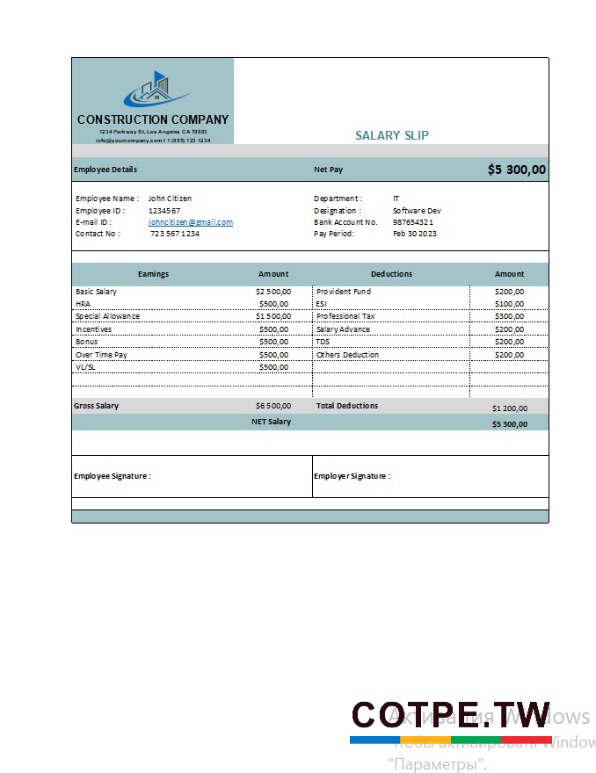 CONSTRUCTION COMPANY
1234 Parkway St, Los Angeles CA 70003
info@yourcompany.com t 1 (555) 123 1234
SALARY SLIP
Employee Details Net Pay $5 300,00
Employee Name : John Citizen Department : IT
Employee ID : 1234567 Designation : Software Dev
E-mail ID : johncitizen@gmail.com Bank Account No. 987654321
Contact No : 723 567 1234 Pay Period: Feb 30 2023
Earnings Amount Deductions Amount
Basic Salary $2 500,00 Provident Fund $200,00
HRA $500,00 ESI $100,00
Special Allowance $1 500,00 Professional Tax $300,00
Incentives $500,00 Salary Advance $200,00
Bonus $500,00 TDS $200,00
Over Time Pay $500,00 Others Deduction $200,00
VL/SL $500,00
Gross Salary $6 500,00 Total Deductions $1 200,00
NET Salary $5 300,00
Employee Signature : Employer Signature :
COTPE.TW
Активация Windows
Чтобы активировать Windows
"Параметры".